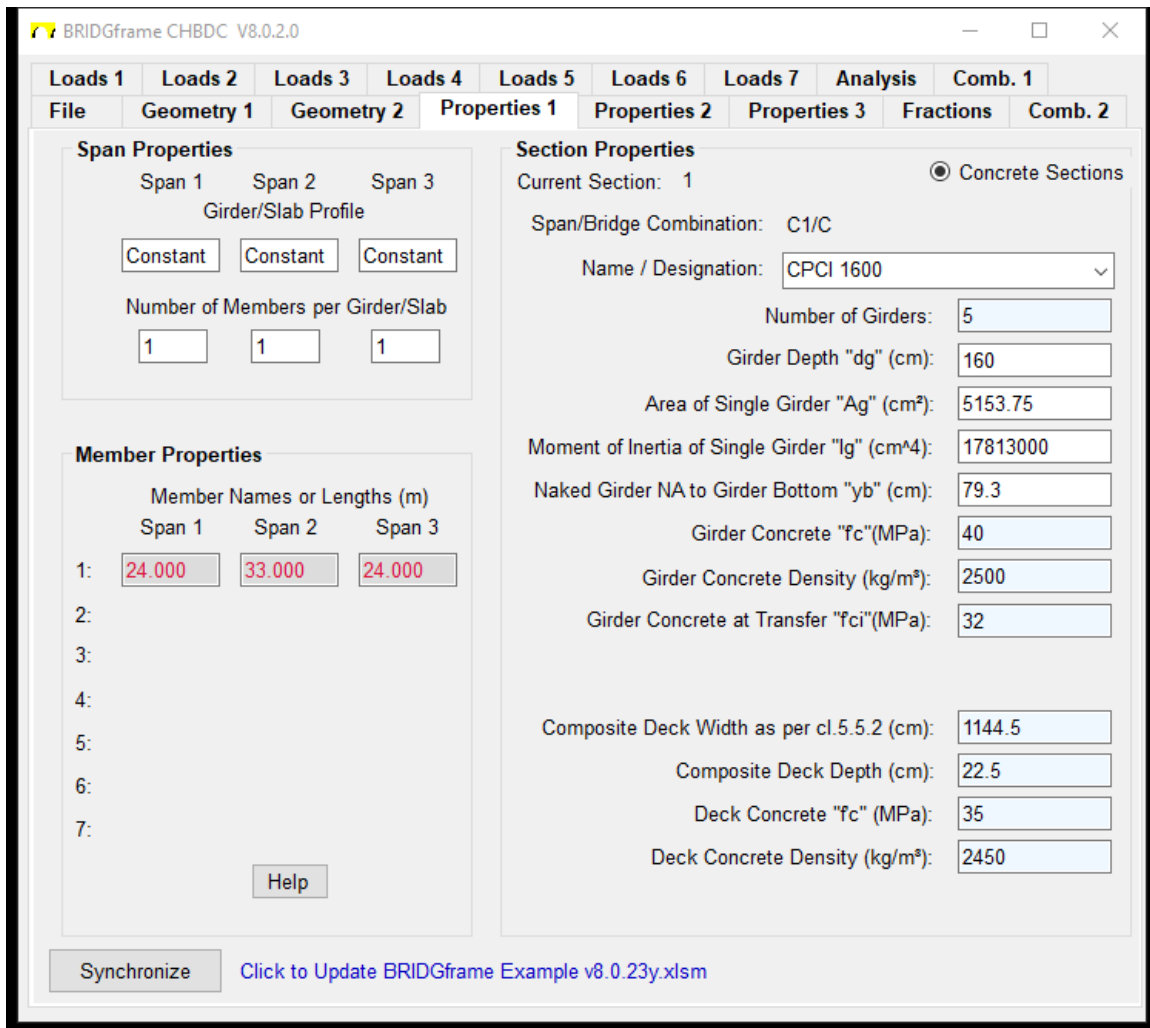 BRIDGframe CHBDC V8.0.2.0
Loads 1 Loads 2 Loads 3 Loads 4 Loads 5 Loads 6 Loads 7 Analysis Comb. 1
File Geometry 1 Geometry 2 Properties 1 Properties 2 Properties 3 Fractions Comb. 2
Span Properties
Span 1 Span 2 Span 3
Girder/Slab Profile
Constant Constant Constant
Number of Members per Girder/Slab
1 1 1
Member Properties
Member Names or Lengths (m)
Span 1 Span 2 Span 3
1: 24.000 33.000 24.000
2:
3:
4:
5:
6:
7:
Help
Section Properties
Current Section: 1
Concrete Sections
Span/Bridge Combination: C1/C
Name / Designation: CPCI 1600
Number of Girders: 5
Girder Depth "dg" (cm): 160
Area of Single Girder "Ag" (cm²): 5153.75
Moment of Inertia of Single Girder "Ig" (cm^4): 17813000
Naked Girder NA to Girder Bottom "yb" (cm): 79.3
Girder Concrete "f'c"(MPa): 40
Girder Concrete Density (kg/m³): 2500
Girder Concrete at Transfer "f'ci"(MPa): 32
Composite Deck Width as per cl.5.5.2 (cm): 1144.5
Composite Deck Depth (cm): 22.5
Deck Concrete "f'c" (MPa): 35
Deck Concrete Density (kg/m³): 2450
Synchronize Click to Update BRIDGframe Example v8.0.23y.xlsm